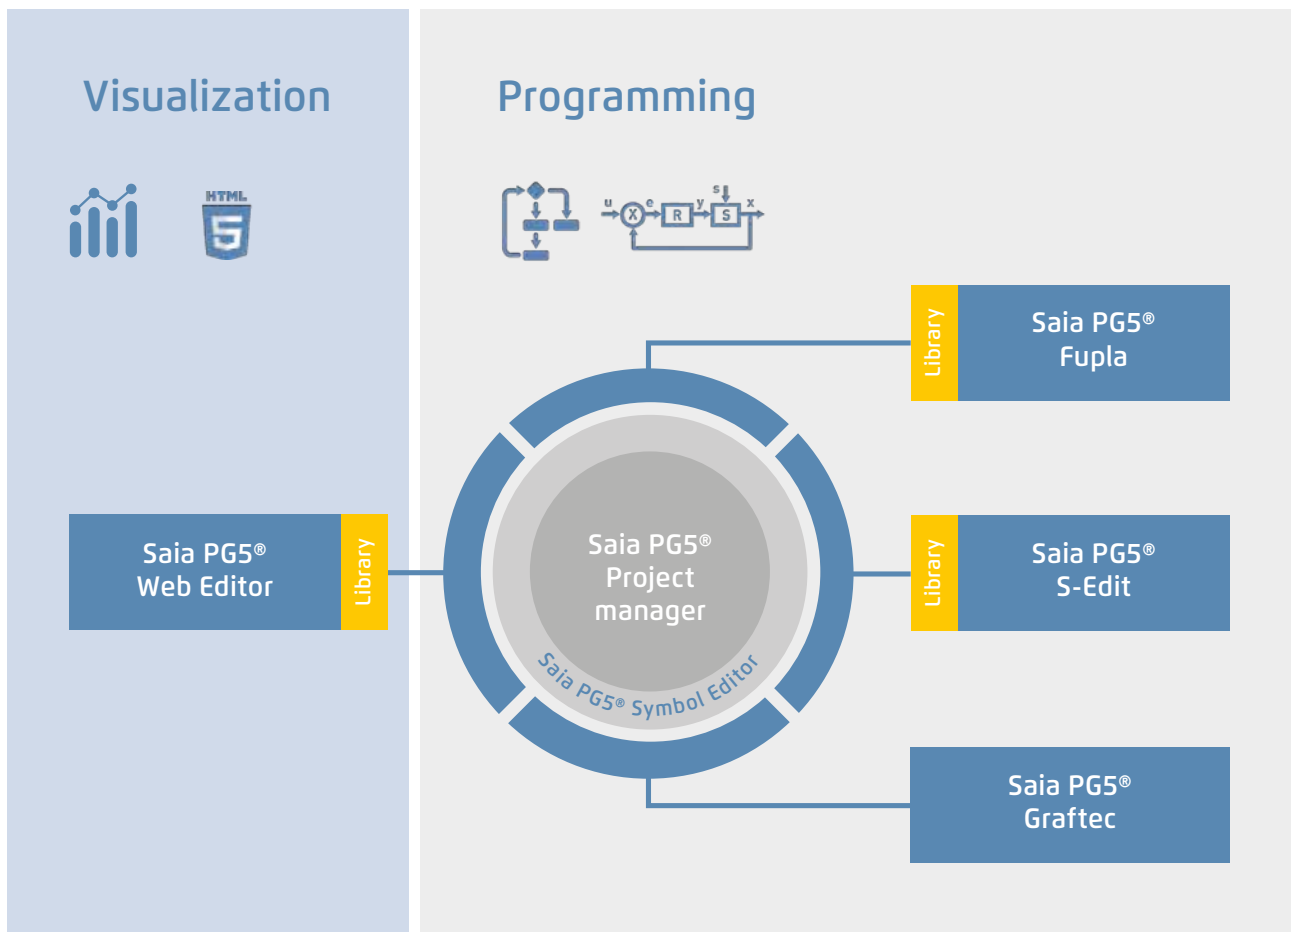 Visualization
HTML
5
Programming
u
e
y
s
x
X
R
S
Library
Saia PG5®
Fupla
Saia PG5®
Web Editor
Library
Saia PG5®
Project
manager
Saia PG5® Symbol Editor
Library
Saia PG5®
S-Edit
Saia PG5®
Graftec